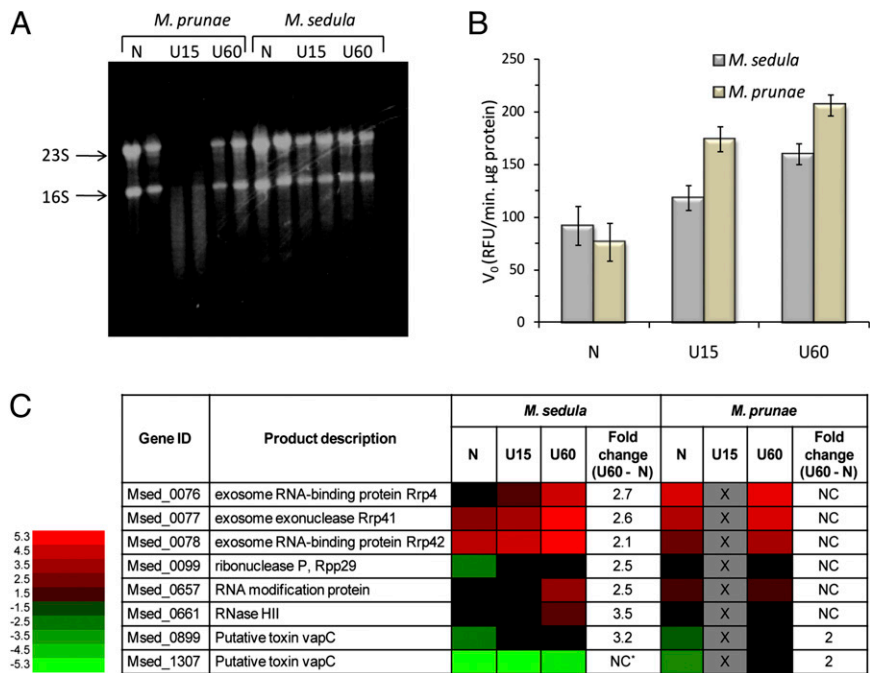 A
M. prunae M. sedula
N U15 U60 N U15 U60
23S
16S
B
V₀ (RFU/min. µg protein)
250
200
150
100
50
0
M. sedula
M. prunae
N U15 U60
C
Gene ID Product description M. sedula M. prunae
N U15 U60 Fold change (U60 - N) N U15 U60 Fold change (U60 - N)
Msed_0076 exosome RNA-binding protein Rrp4 2.7 X NC
Msed_0077 exosome exonuclease Rrp41 2.6 X NC
Msed_0078 exosome RNA-binding protein Rrp42 2.1 X NC
Msed_0099 ribonuclease P, Rpp29 2.5 X NC
Msed_0657 RNA modification protein 2.5 X NC
Msed_0661 RNase HII 3.5 X NC
Msed_0899 Putative toxin vapC 3.2 X 2
Msed_1307 Putative toxin vapC NC* X 2
5.3
4.5
3.5
2.5
1.5
-1.5
-2.5
-3.5
-4.5
-5.3